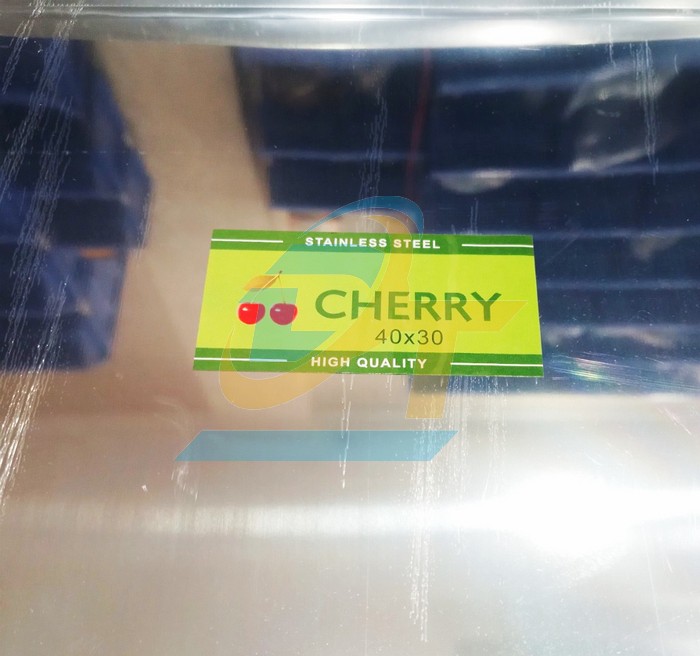 STAINLESS STEEL
CHERRY
40x30
HIGH QUALITY